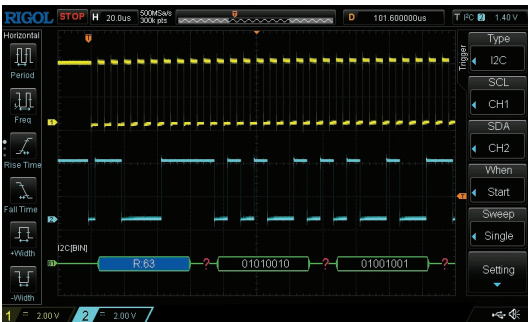 RIGOL STOP H 20.0us 500MSa/s 300k pts D 101.600000us T I²C 2 1.40 V
Horizontal
Period
Freq
Rise Time
Fall Time
+Width
-Width
Trigger
Type
I2C
SCL
CH1
SDA
CH2
When
Start
Sweep
Single
Setting
T
1
2
T
I2C[BIN]
B1 R:63 ? 01010010 ? 01001001 ?
1 = 2.00 V 2 = 2.00 V